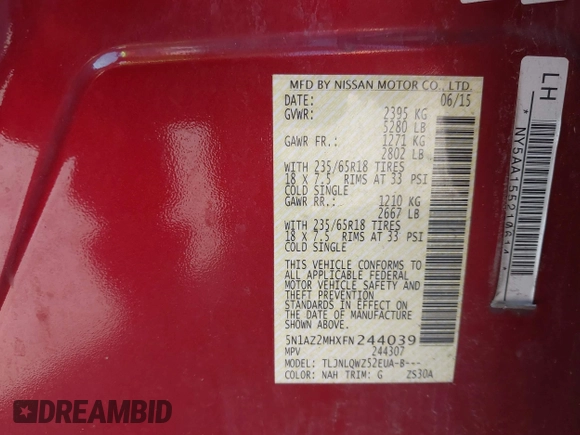 MFD BY NISSAN MOTOR CO., LTD.
DATE: 06/15
GVWR: 2395 KG
5280 LB
GAWR FR.: 1271 KG
2802 LB
WITH 235/65R18 TIRES
18 X 7.5 RIMS AT 33 PSI
COLD SINGLE
GAWR RR.: 1210 KG
2667 LB
WITH 235/65R18 TIRES
18 X 7.5 RIMS AT 33 PSI
COLD SINGLE
THIS VEHICLE CONFORMS TO
ALL APPLICABLE FEDERAL
MOTOR VEHICLE SAFETY AND
THEFT PREVENTION
STANDARDS IN EFFECT ON
THE DATE OF MANUFACTURE
SHOWN ABOVE.
5N1AZ2MHXFN244039
MPV 244307
MODEL: TLJNLQWZ52EUA-B---
COLOR: NAH TRIM: G ZS30A
LH
DREAMBID